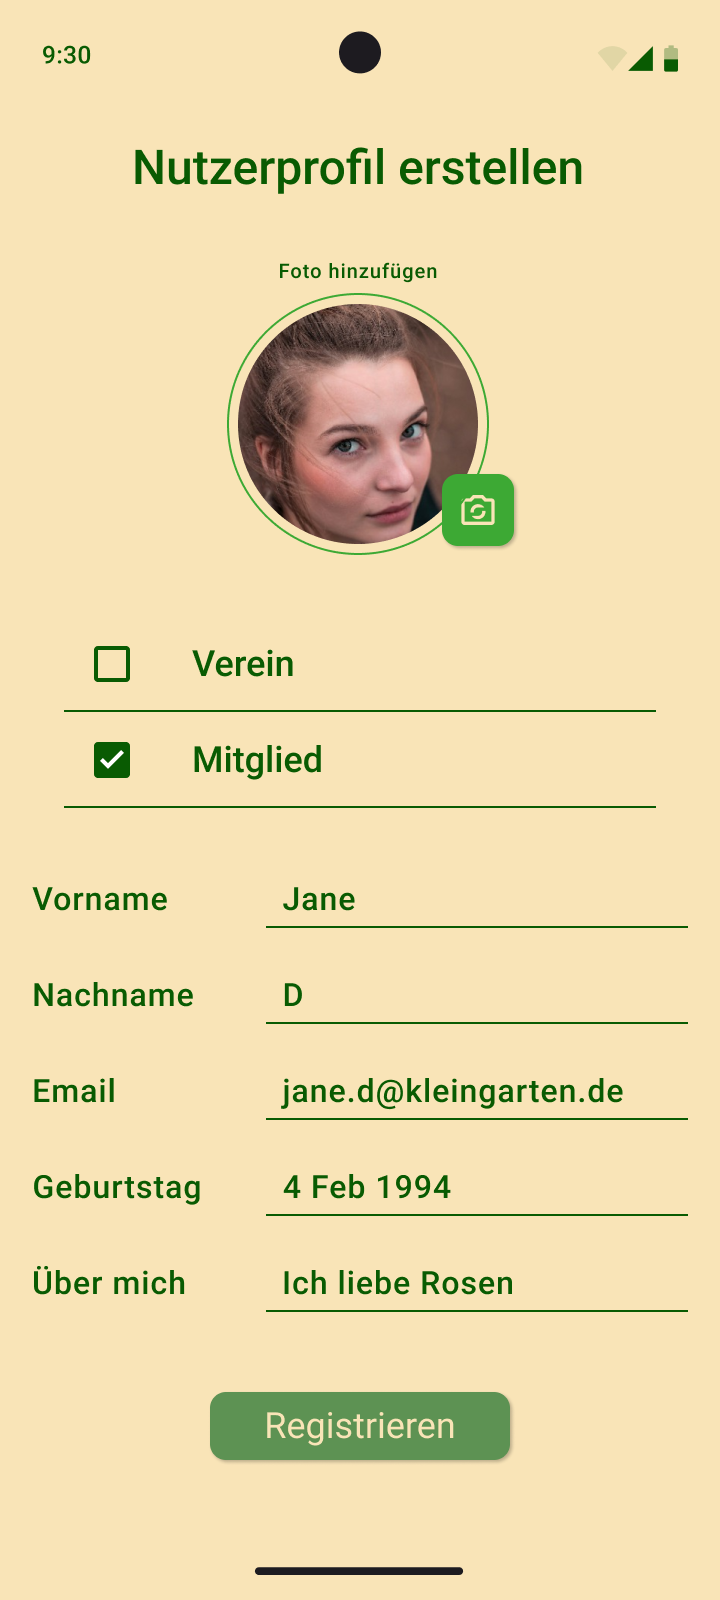 9:30
Nutzerprofil erstellen
Foto hinzufügen
Verein
Mitglied
Vorname Jane
Nachname D
Email jane.d@kleingarten.de
Geburtstag 4 Feb 1994
Über mich Ich liebe Rosen
Registrieren